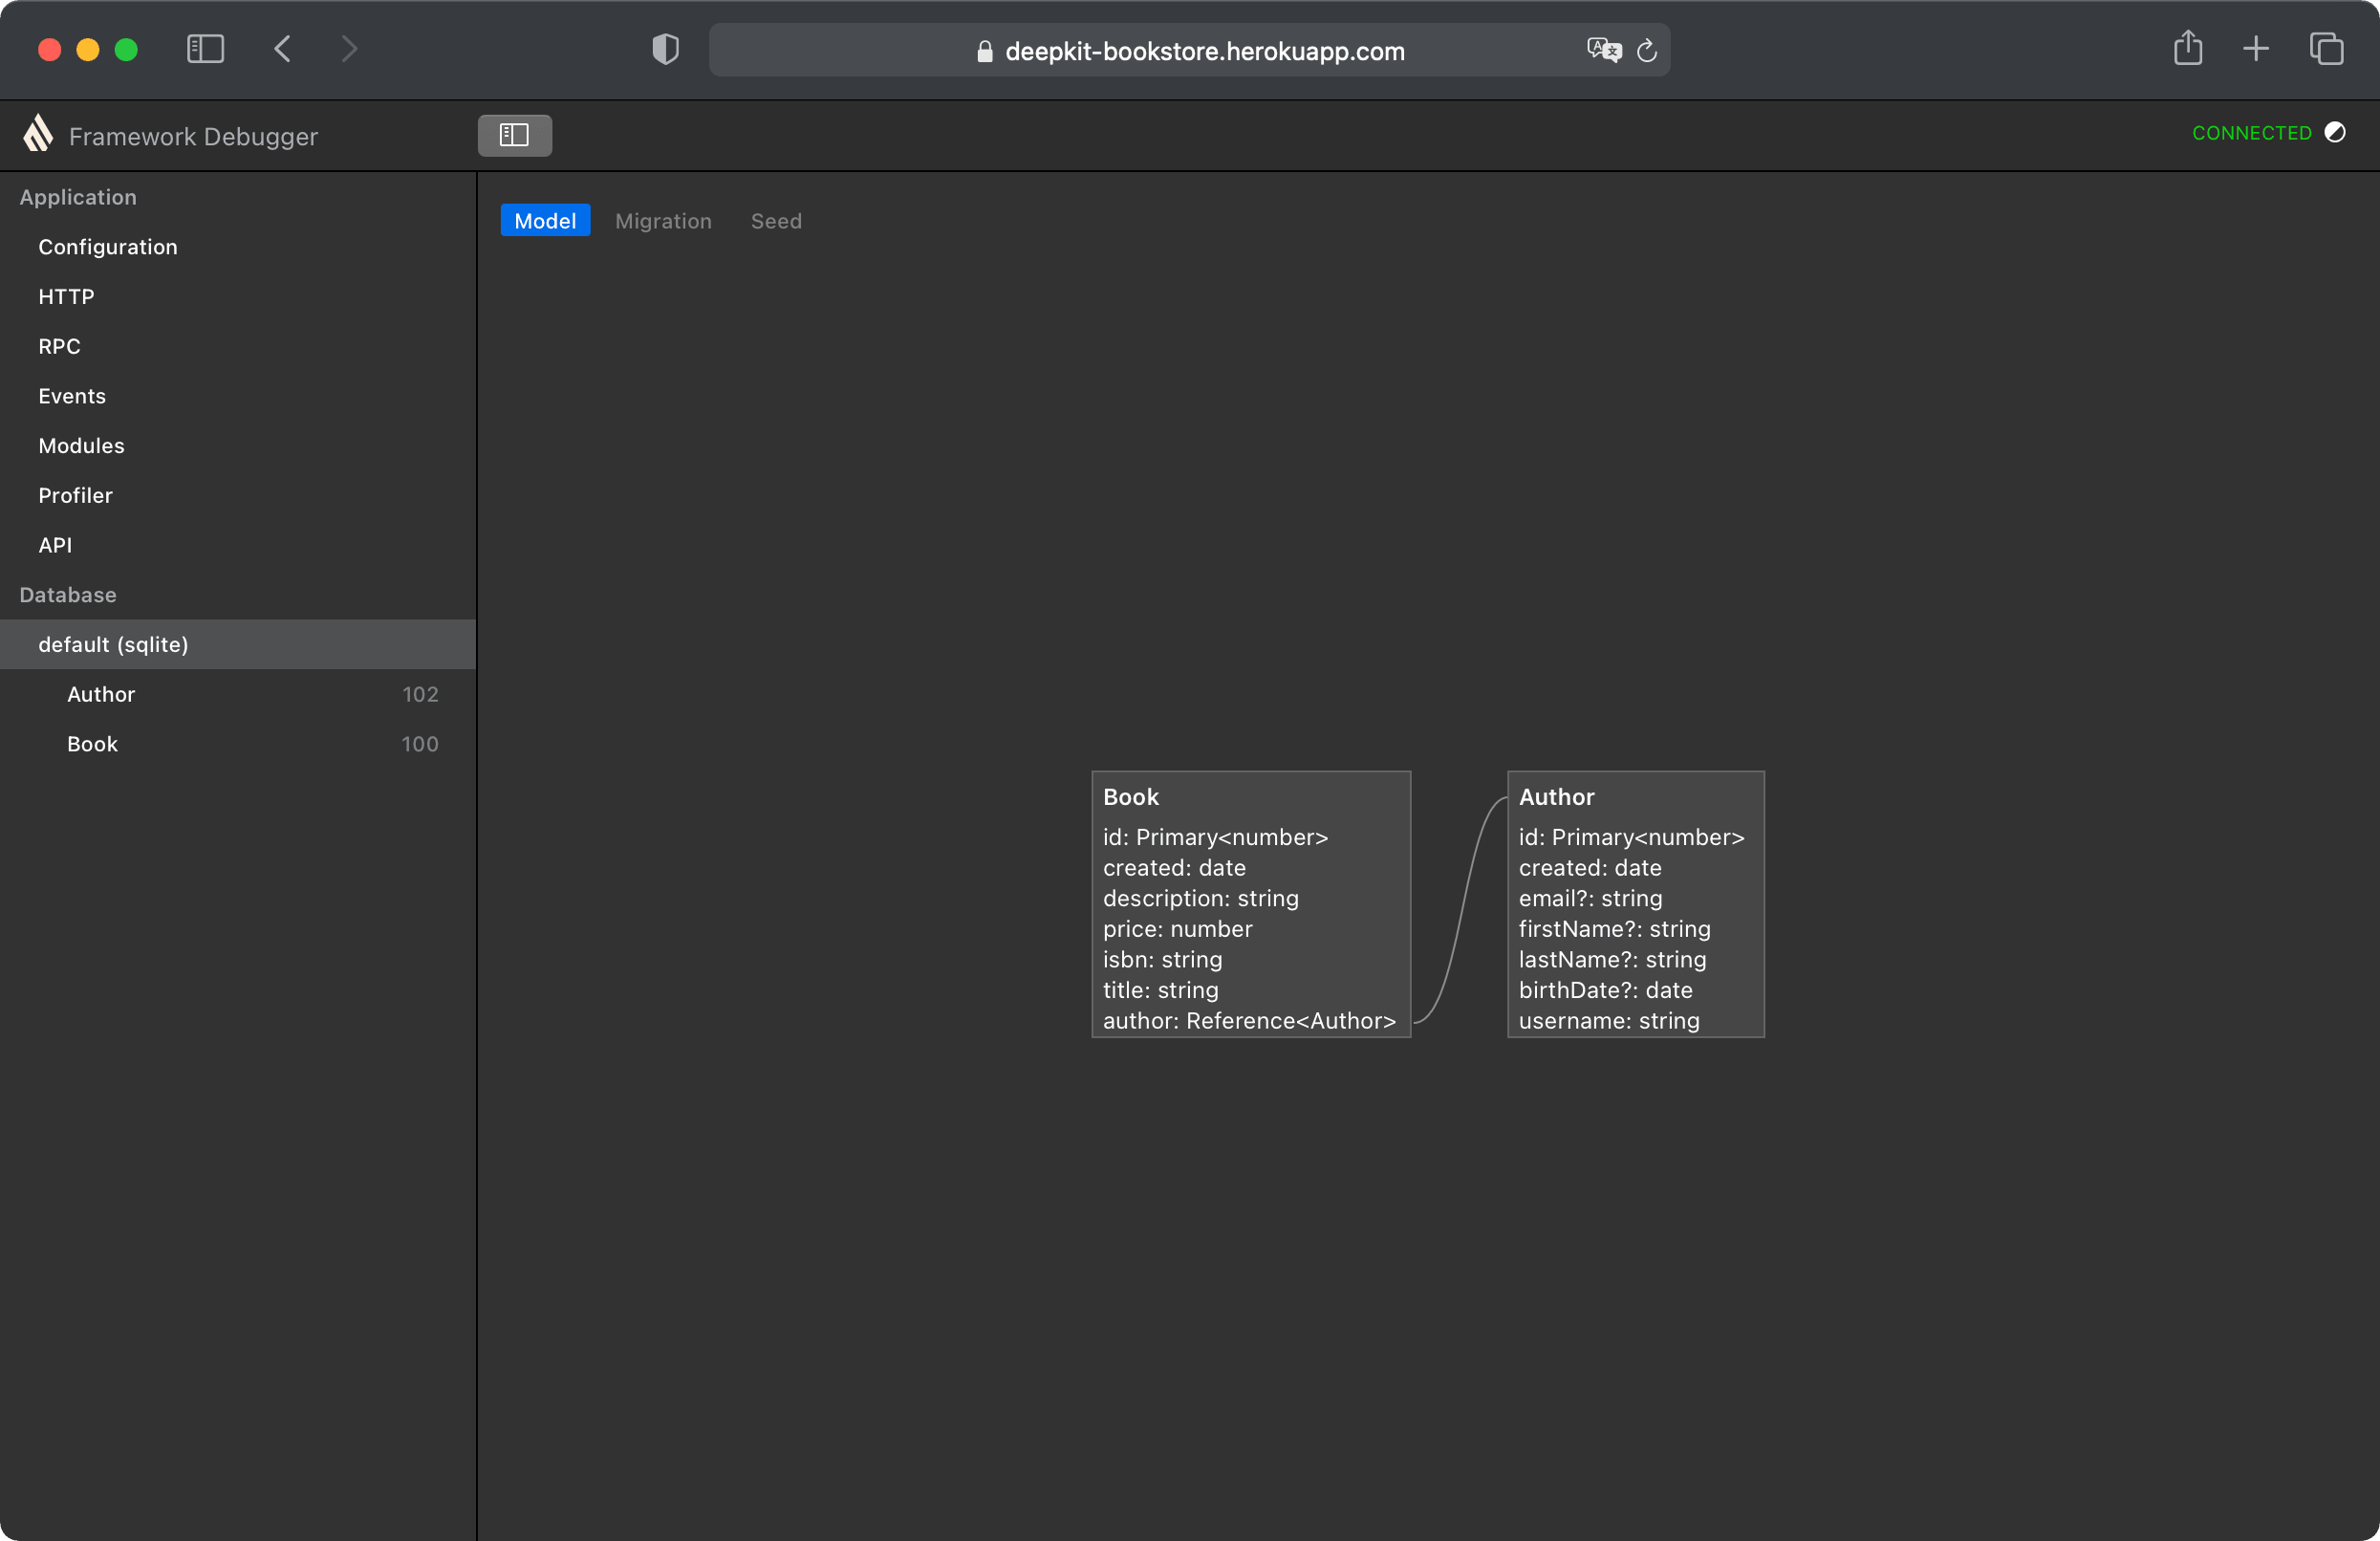 deepkit-bookstore.herokuapp.com
Framework Debugger
CONNECTED
Application
Configuration
HTTP
RPC
Events
Modules
Profiler
API
Database
default (sqlite)
Author 102
Book 100
Model Migration Seed
Book
id: Primary<number>
created: date
description: string
price: number
isbn: string
title: string
author: Reference<Author>
Author
id: Primary<number>
created: date
email?: string
firstName?: string
lastName?: string
birthDate?: date
username: string